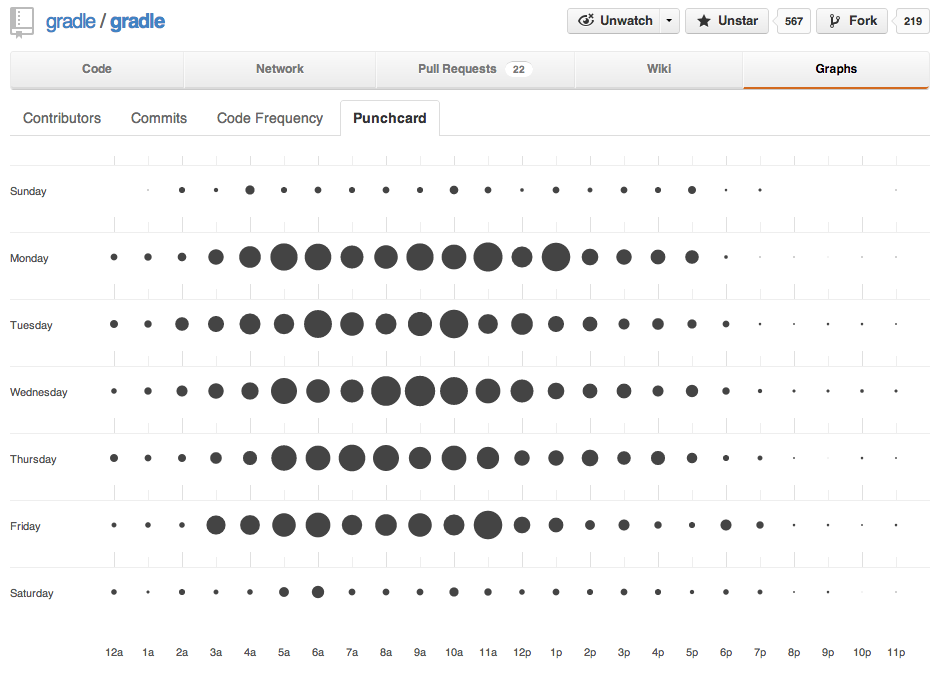 gradle / gradle Unwatch Unstar 567 Fork 219
Code Network Pull Requests 22 Wiki Graphs
Contributors Commits Code Frequency Punchcard
Sunday
Monday
Tuesday
Wednesday
Thursday
Friday
Saturday
12a 1a 2a 3a 4a 5a 6a 7a 8a 9a 10a 11a 12p 1p 2p 3p 4p 5p 6p 7p 8p 9p 10p 11p